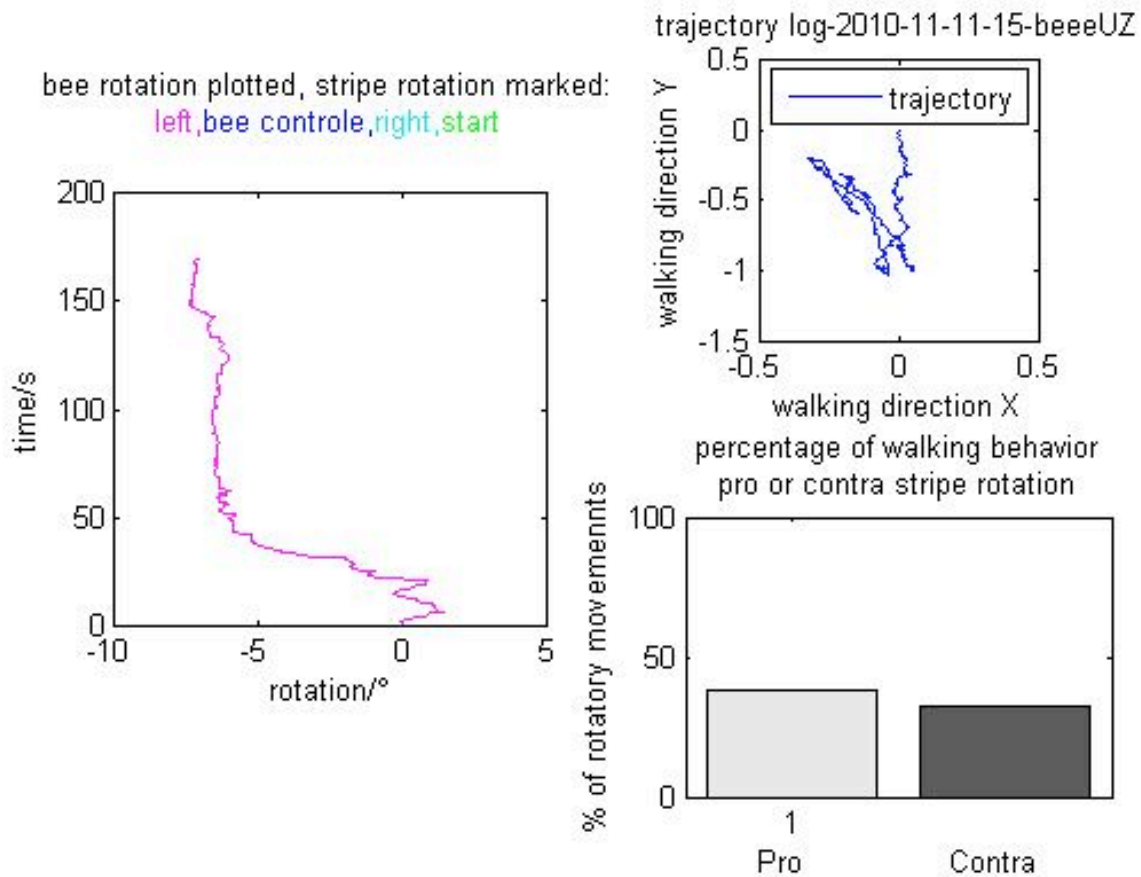 bee rotation plotted, stripe rotation marked:
left,bee controle,right,start
200
150
100
50
0
-10
-5
0
5
time/s
rotation/°
trajectory log-2010-11-11-15-beeeUZ
0.5
0
-0.5
-1
-1.5
-0.5
0
0.5
trajectory
walking direction Y
walking direction X
percentage of walking behavior
pro or contra stripe rotation
100
50
0
% of rotatory movemennts
1
Pro
Contra